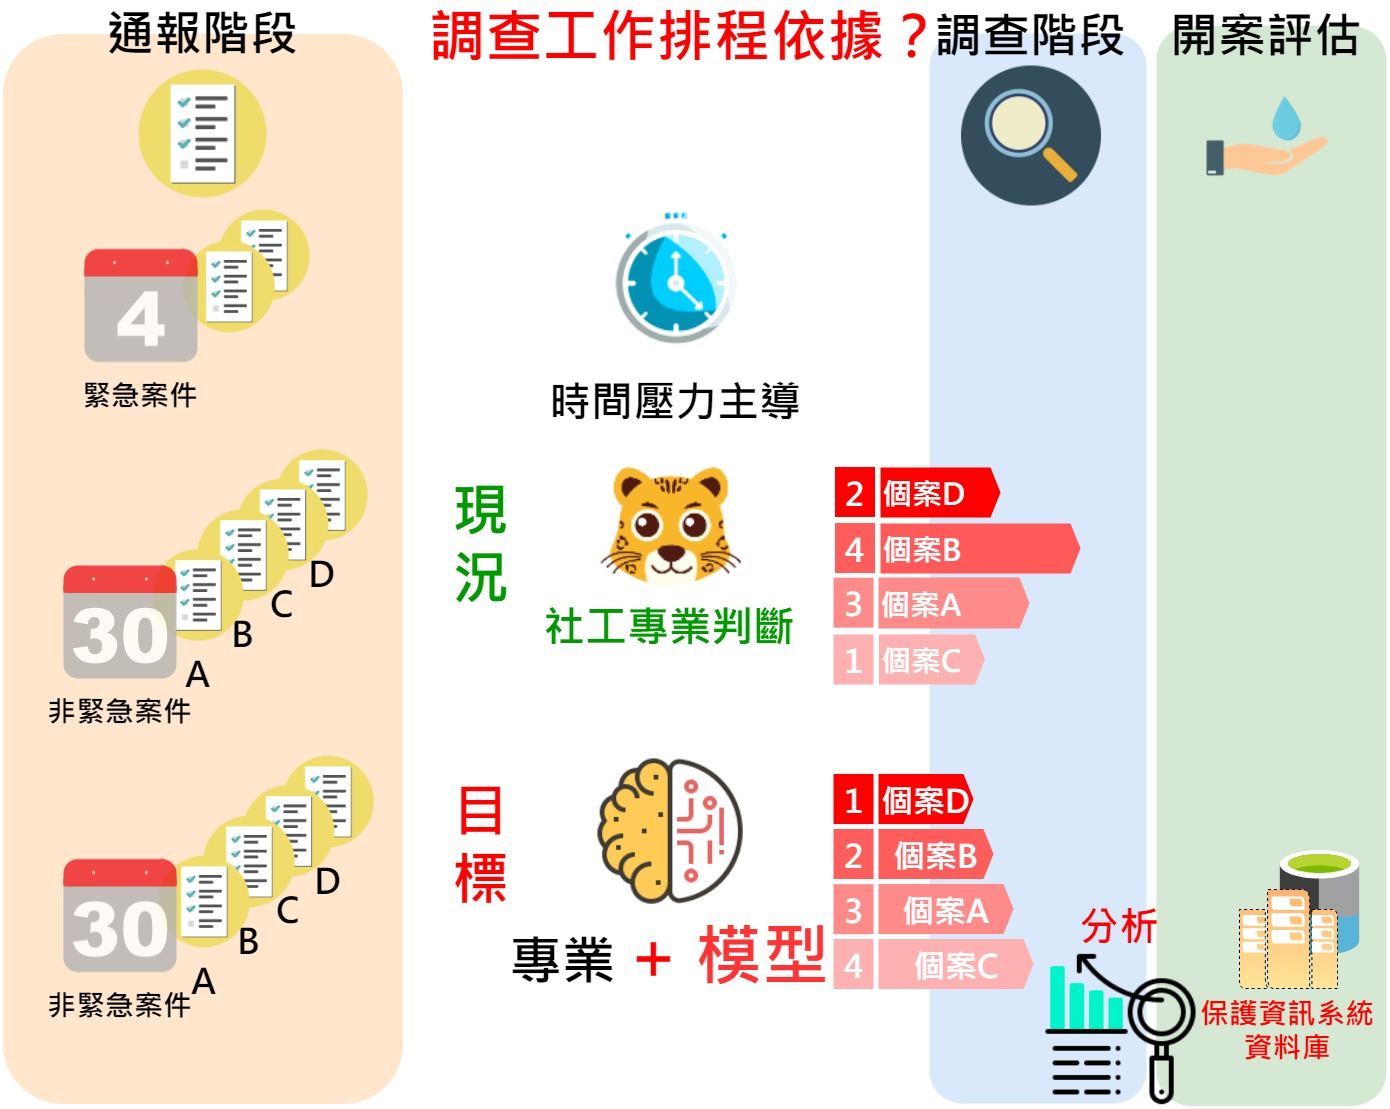 通報階段
調查工作排程依據？
調查階段
開案評估
4
緊急案件
時間壓力主導
現況
社工專業判斷
2 個案D
4 個案B
3 個案A
1 個案C
30
A
B
C
D
非緊急案件
目標
專業 + 模型
1 個案D
2 個案B
3 個案A
4 個案C
30
A
B
C
D
非緊急案件
分析
保護資訊系統
資料庫